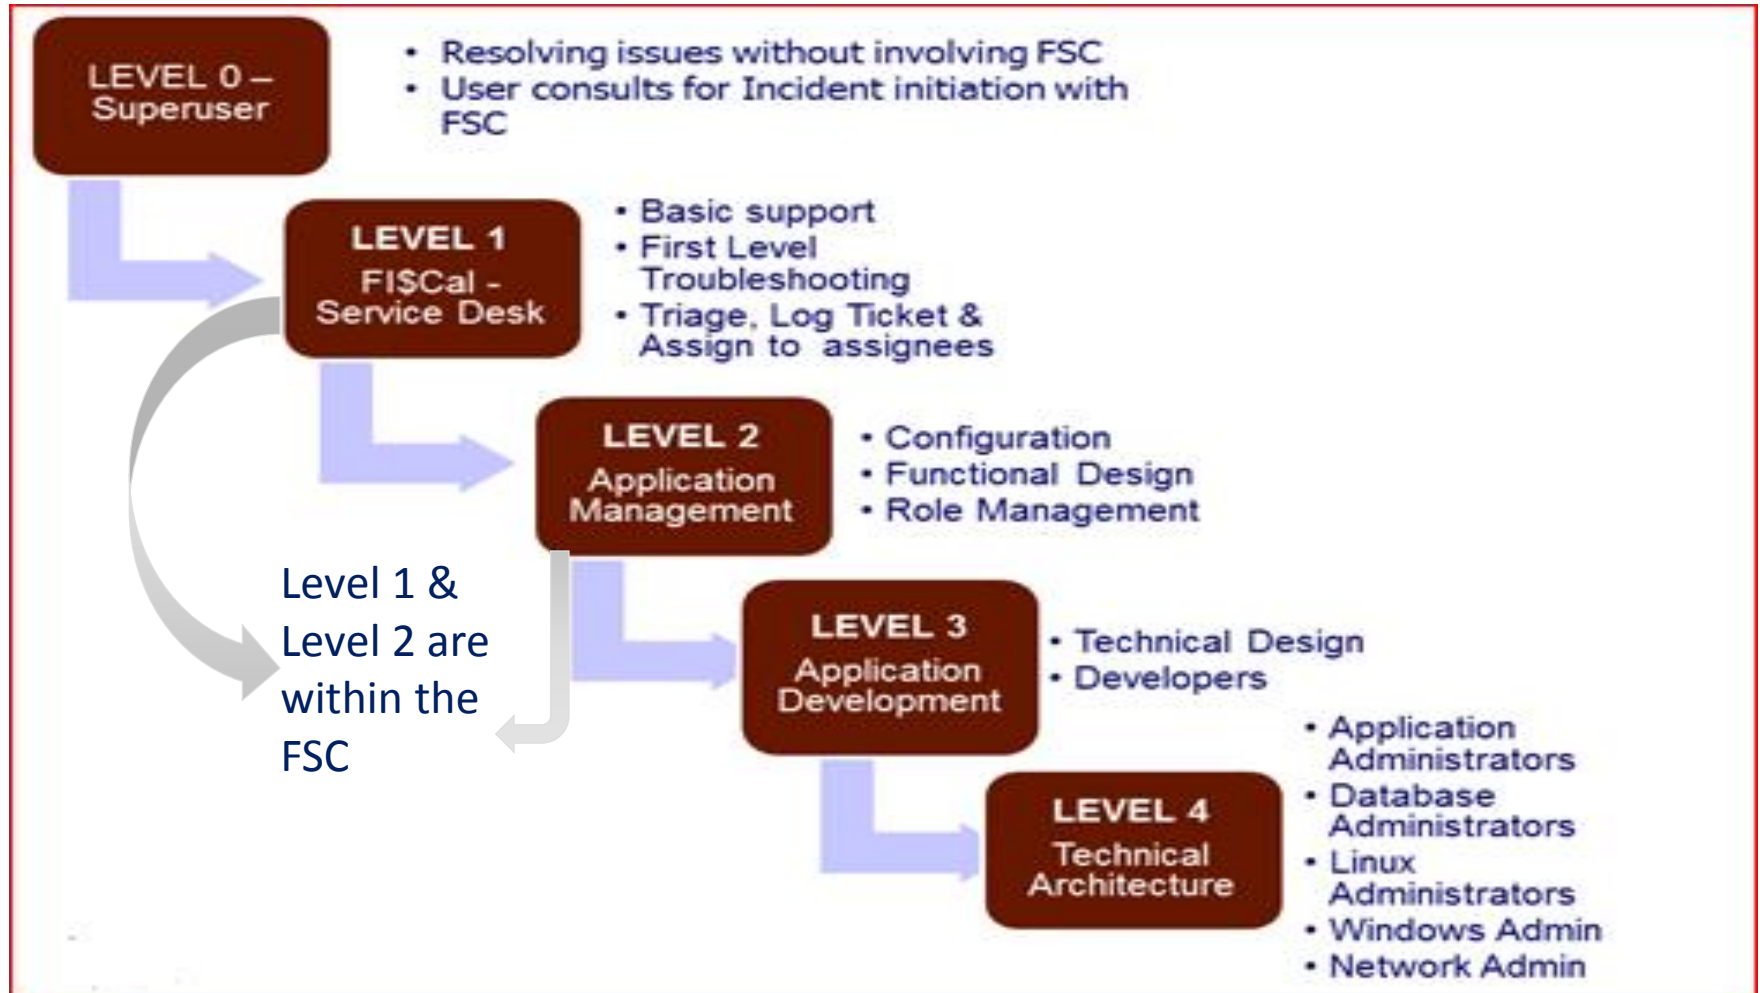 LEVEL 0 –
Superuser
• Resolving issues without involving FSC
• User consults for Incident initiation with
FSC
LEVEL 1
FI$Cal -
Service Desk
• Basic support
• First Level
Troubleshooting
• Triage, Log Ticket &
Assign to assignees
LEVEL 2
Application
Management
• Configuration
• Functional Design
• Role Management
Level 1 &
Level 2 are
within the
FSC
LEVEL 3
Application
Development
• Technical Design
• Developers
LEVEL 4
Technical
Architecture
• Application
Administrators
• Database
Administrators
• Linux
Administrators
• Windows Admin
• Network Admin